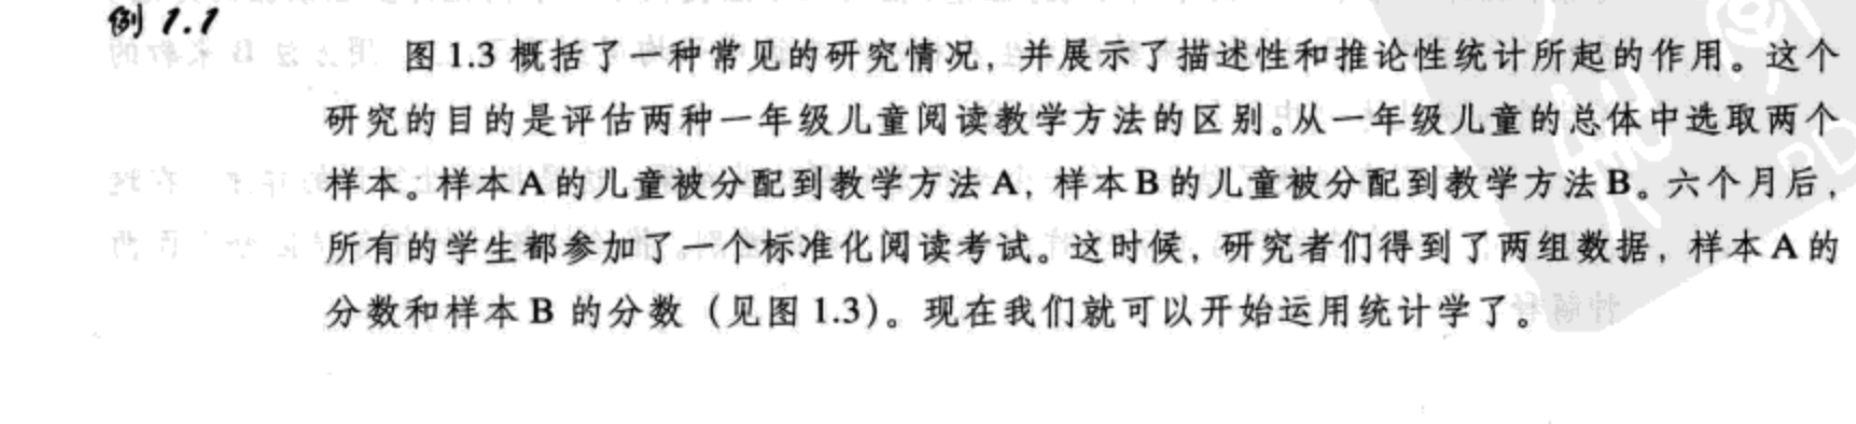 例 1.1
图 1.3 概括了一种常见的研究情况，并展示了描述性和推论性统计所起的作用。这个
研究的目的是评估两种一年级儿童阅读教学方法的区别。从一年级儿童的总体中选取两个
样本。样本 A 的儿童被分配到教学方法 A，样本 B 的儿童被分配到教学方法 B。六个月后，
所有的学生都参加了一个标准化阅读考试。这时候，研究者们得到了两组数据，样本 A 的
分数和样本 B 的分数（见图 1.3）。现在我们就可以开始运用统计学了。